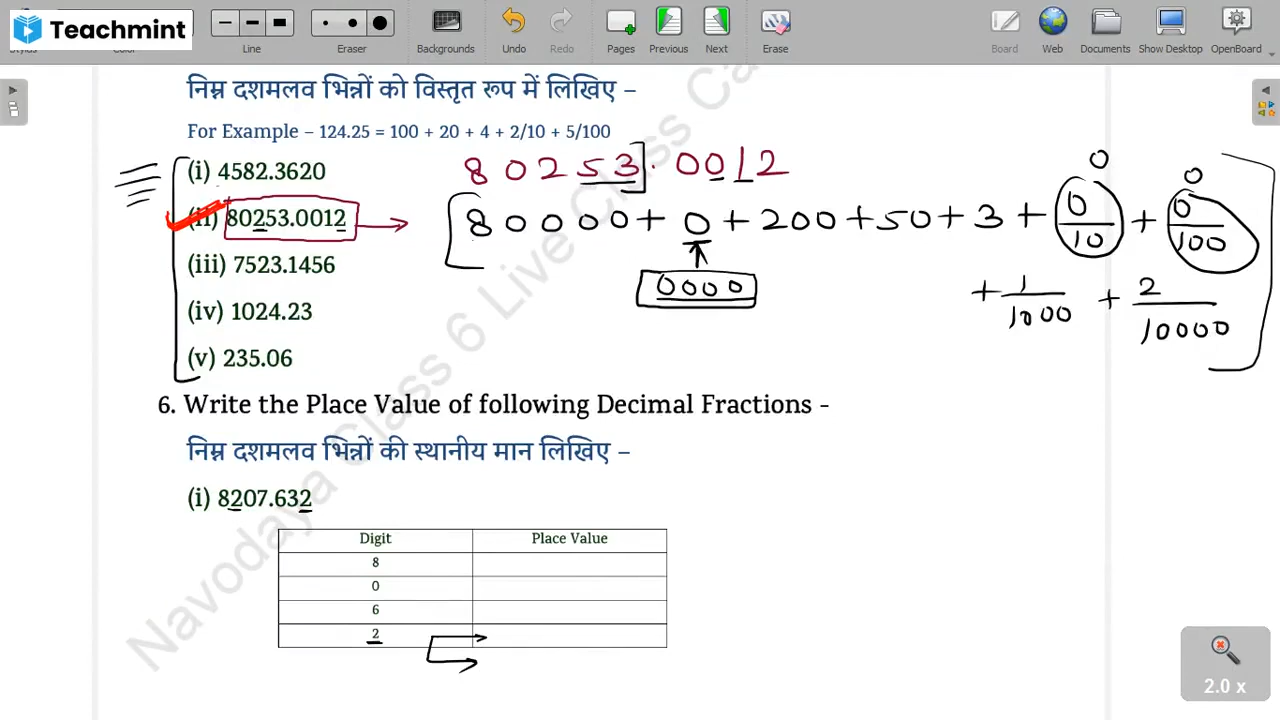 Teachmint
Line
Eraser
Backgrounds
Undo
Redo
Pages
Previous
Next
Erase
Board
Web
Documents
Show Desktop
OpenBoard
निम्न दशमलव भिन्नों को विस्तृत रूप में लिखिए –
For Example – 124.25 = 100 + 20 + 4 + 2/10 + 5/100
(i) 4582.3620
80253.0012
(ii) 80253.0012
80000 + 0 + 200 + 50 + 3 + 0/10 + 0/100
0 0
0000
+ 1/1000 + 2/10000
(iii) 7523.1456
(iv) 1024.23
(v) 235.06
6. Write the Place Value of following Decimal Fractions -
निम्न दशमलव भिन्नों की स्थानीय मान लिखिए –
(i) 8207.632
Digit Place Value
8
0
6
2
Navodaya Class 6 Live Class
2.0 x